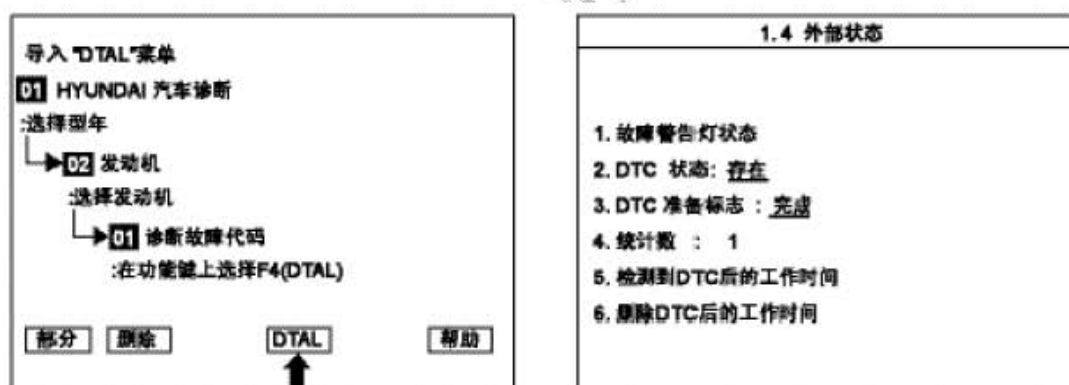 导入"DTAL"菜单
01 HYUNDAI 汽车诊断
:选择型年
02 发动机
:选择发动机
01 诊断故障代码
:在功能键上选择F4(DTAL)
部分 删除 DTAL 帮助
1.4 外部状态
1. 故障警告灯状态
2. DTC 状态: 存在
3. DTC 准备标志 : 完成
4. 统计数 : 1
5. 检测到DTC后的工作时间
6. 删除DTC后的工作时间